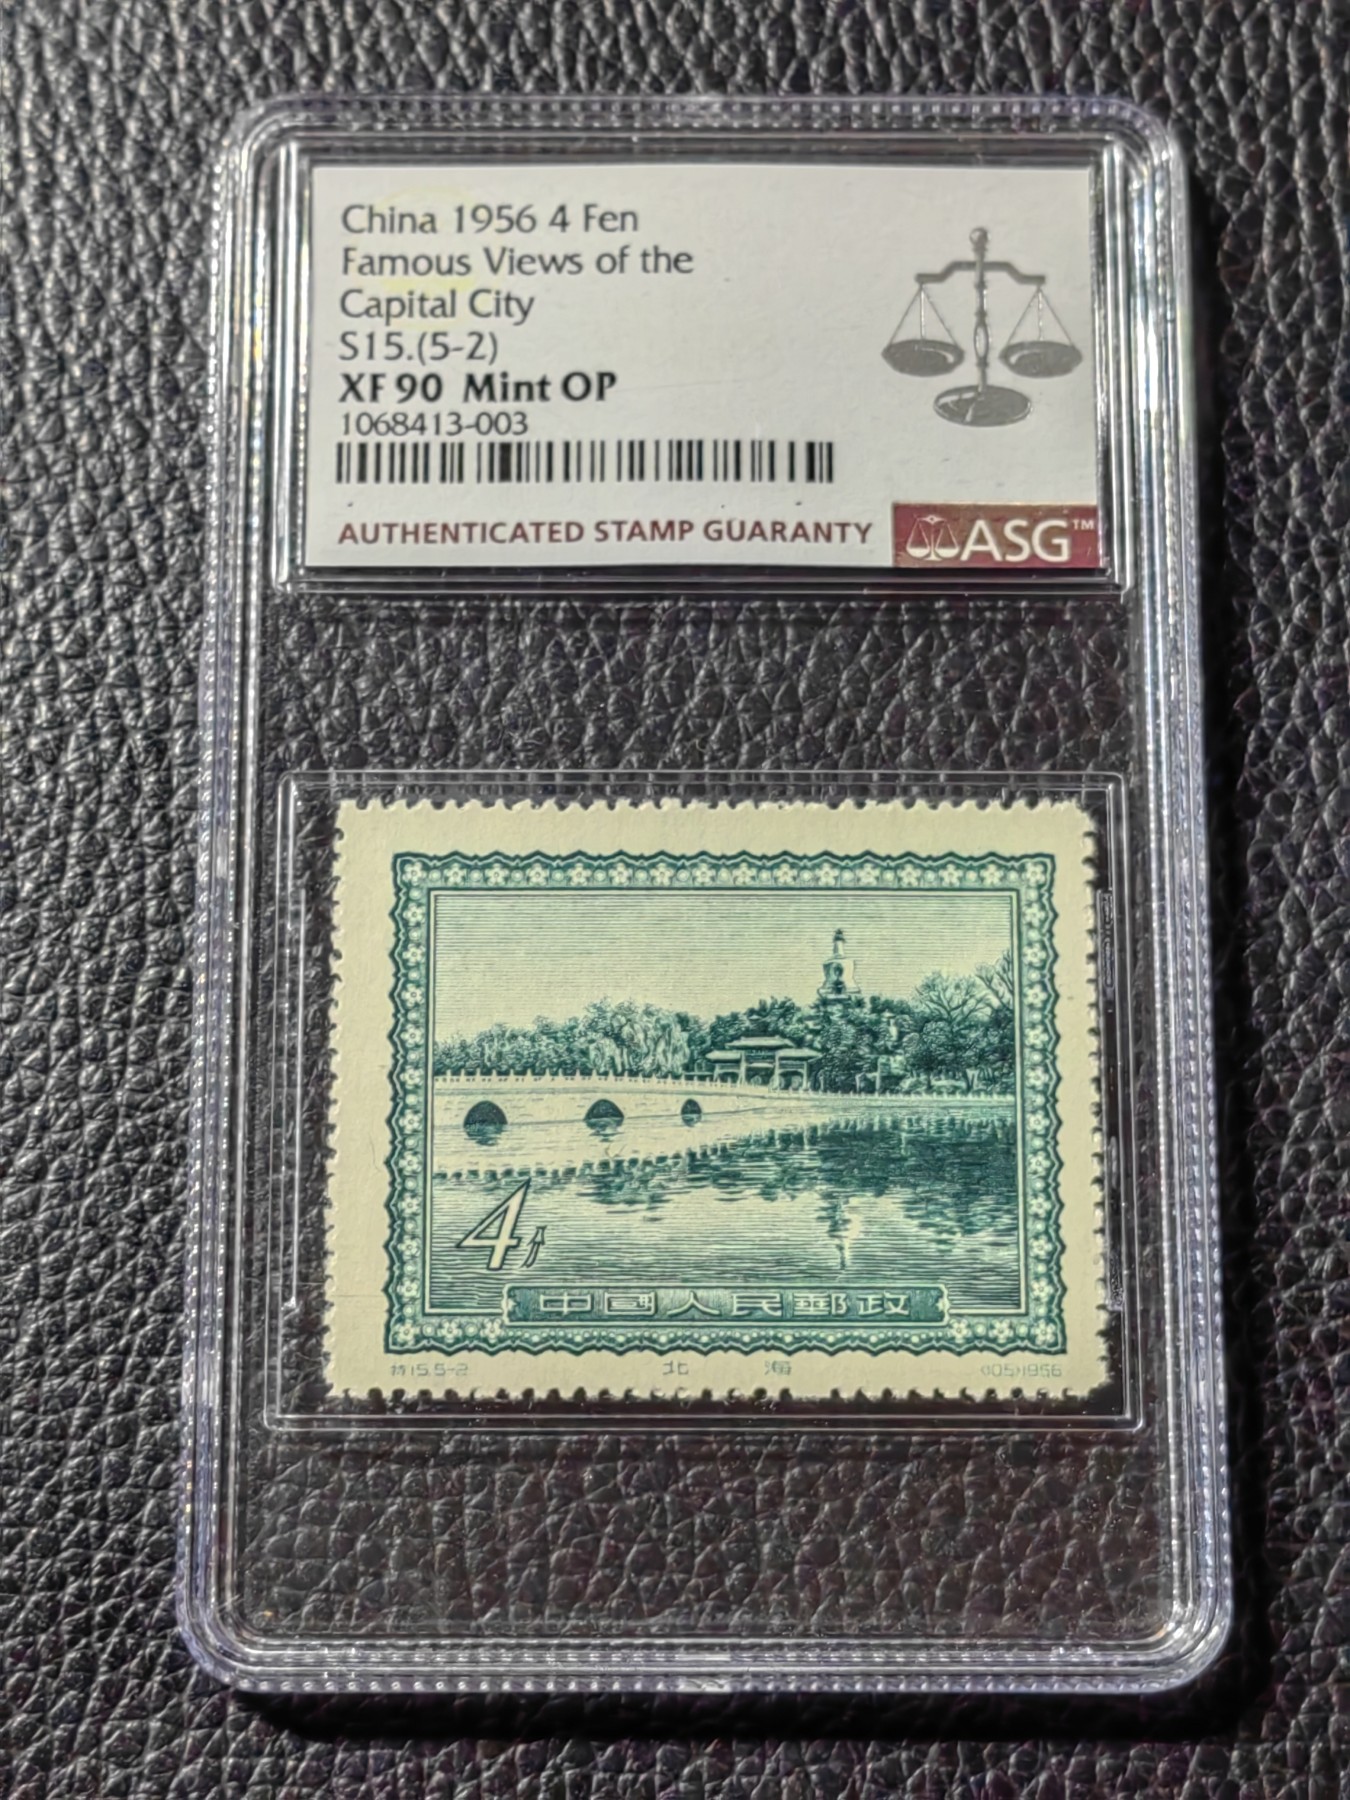 China 1956 4 Fen
Famous Views of the
Capital City
S15.(5-2)
XF 90 Mint OP
1068413-003
AUTHENTICATED STAMP GUARANTY
ASG™
4分
中国人民邮政
特15.5-2 北 海 (105)1956